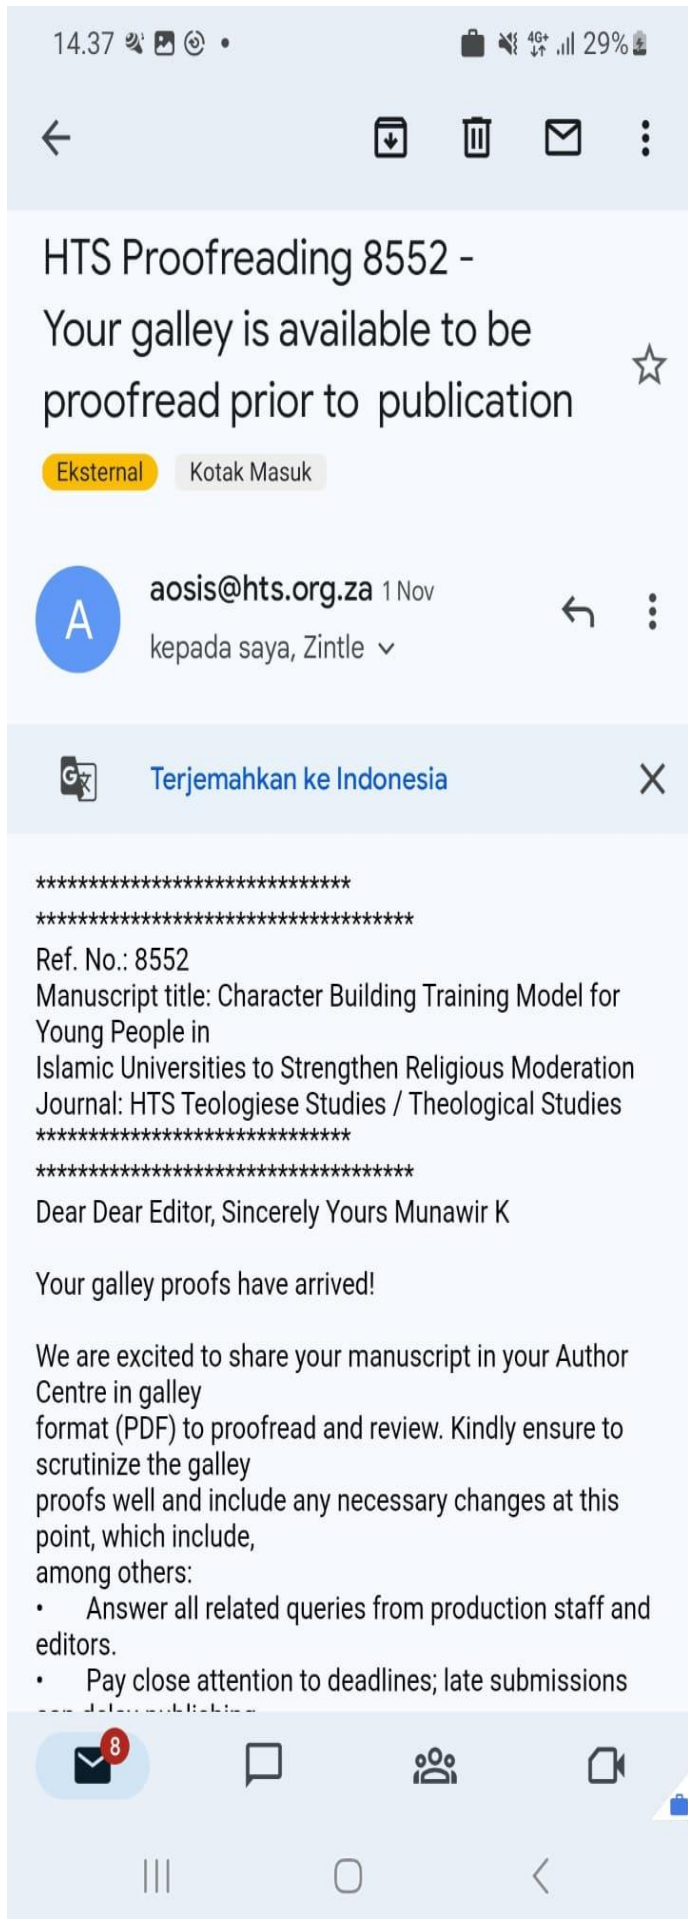 14.37
4G+
29%
HTS Proofreading 8552 -
Your galley is available to be
proofread prior to publication
Eksternal
Kotak Masuk
A
aosis@hts.org.za 1 Nov
kepada saya, Zintle
Terjemahkan ke Indonesia
******************************
************************************
Ref. No.: 8552
Manuscript title: Character Building Training Model for
Young People in
Islamic Universities to Strengthen Religious Moderation
Journal: HTS Teologiese Studies / Theological Studies
******************************
************************************
Dear Dear Editor, Sincerely Yours Munawir K
Your galley proofs have arrived!
We are excited to share your manuscript in your Author
Centre in galley
format (PDF) to proofread and review. Kindly ensure to
scrutinize the galley
proofs well and include any necessary changes at this
point, which include,
among others:
• Answer all related queries from production staff and
editors.
• Pay close attention to deadlines; late submissions
8